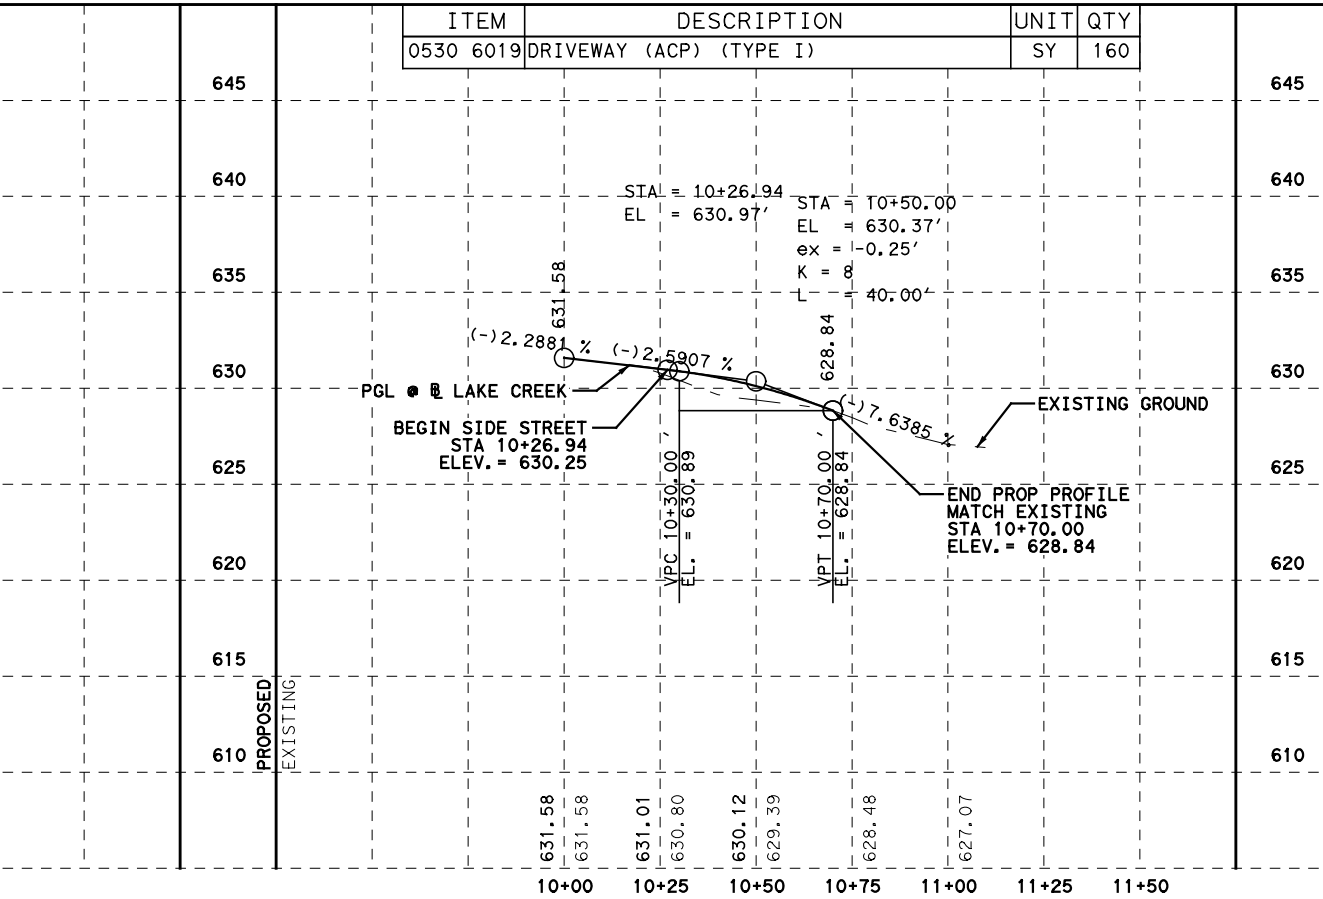 ITEM DESCRIPTION UNIT QTY
0530 6019 DRIVEWAY (ACP) (TYPE I) SY 160
645 645
640 640
STA = 10+26.94
EL = 630.97'
STA = 10+50.00
EL = 630.37'
ex = -0.25'
K = 8
L = 40.00'
635 635
631.58
628.84
(-)2.2881 %
(-)2.5907 %
(-)7.6385 %
630 630
PGL @ B LAKE CREEK
EXISTING GROUND
BEGIN SIDE STREET
STA 10+26.94
ELEV. = 630.25
625 625
VPC 10+30.00 '
EL. = 630.89
VPT 10+70.00 '
EL. = 628.84
END PROP PROFILE
MATCH EXISTING
STA 10+70.00
ELEV. = 628.84
620 620
615 615
PROPOSED
EXISTING
610 610
631.58
631.58
631.01
630.80
630.12
629.39
628.48
627.07
10+00 10+25 10+50 10+75 11+00 11+25 11+50